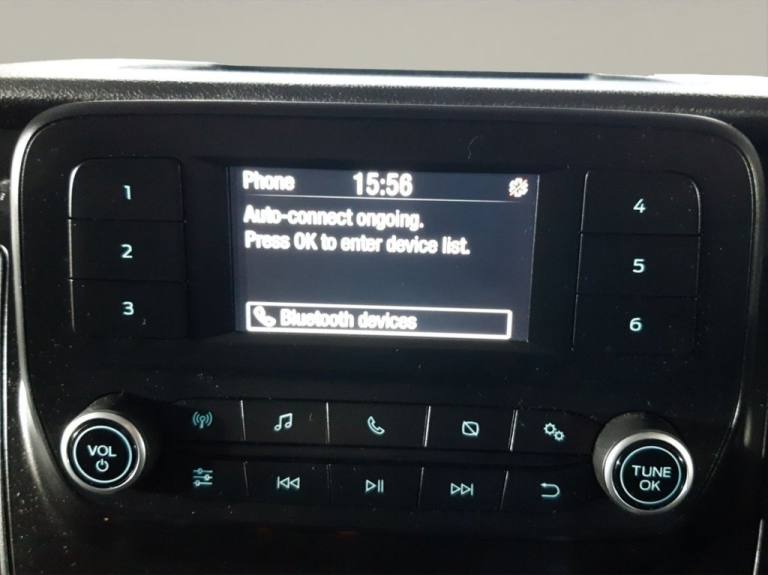 Phone 15:56
Auto-connect ongoing.
Press OK to enter device list.
Bluetooth devices
1
2
3
4
5
6
VOL
TUNE
OK